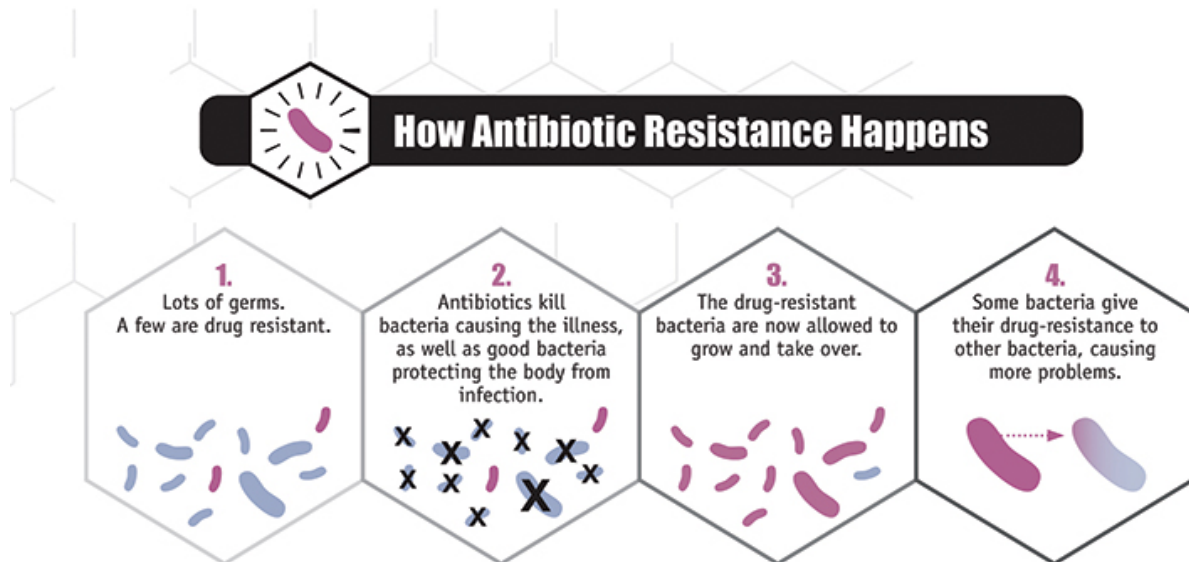 How Antibiotic Resistance Happens
1.
Lots of germs.
A few are drug resistant.
2.
Antibiotics kill
bacteria causing the illness,
as well as good bacteria
protecting the body from
infection.
X X X X X X X X X X
3.
The drug-resistant
bacteria are now allowed to
grow and take over.
4.
Some bacteria give
their drug-resistance to
other bacteria, causing
more problems.